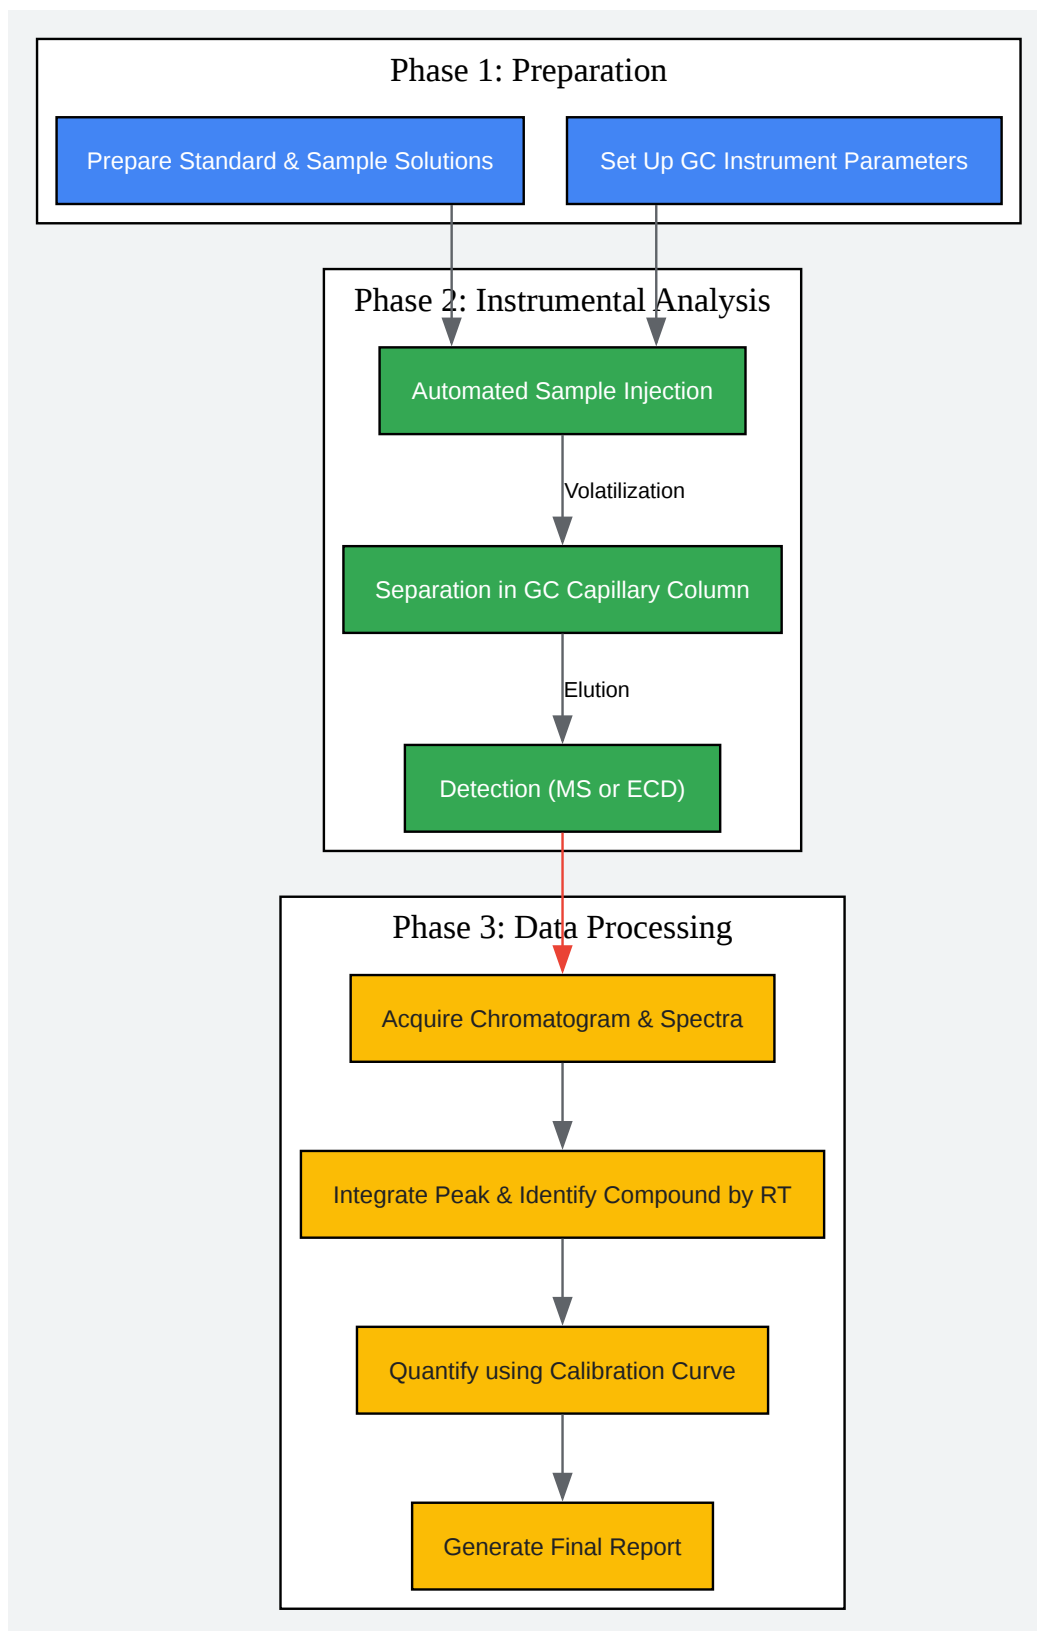 Phase 1: Preparation
Prepare Standard & Sample Solutions
Set Up GC Instrument Parameters
Phase 2: Instrumental Analysis
Automated Sample Injection
Volatilization
Separation in GC Capillary Column
Elution
Detection (MS or ECD)
Phase 3: Data Processing
Acquire Chromatogram & Spectra
Integrate Peak & Identify Compound by RT
Quantify using Calibration Curve
Generate Final Report